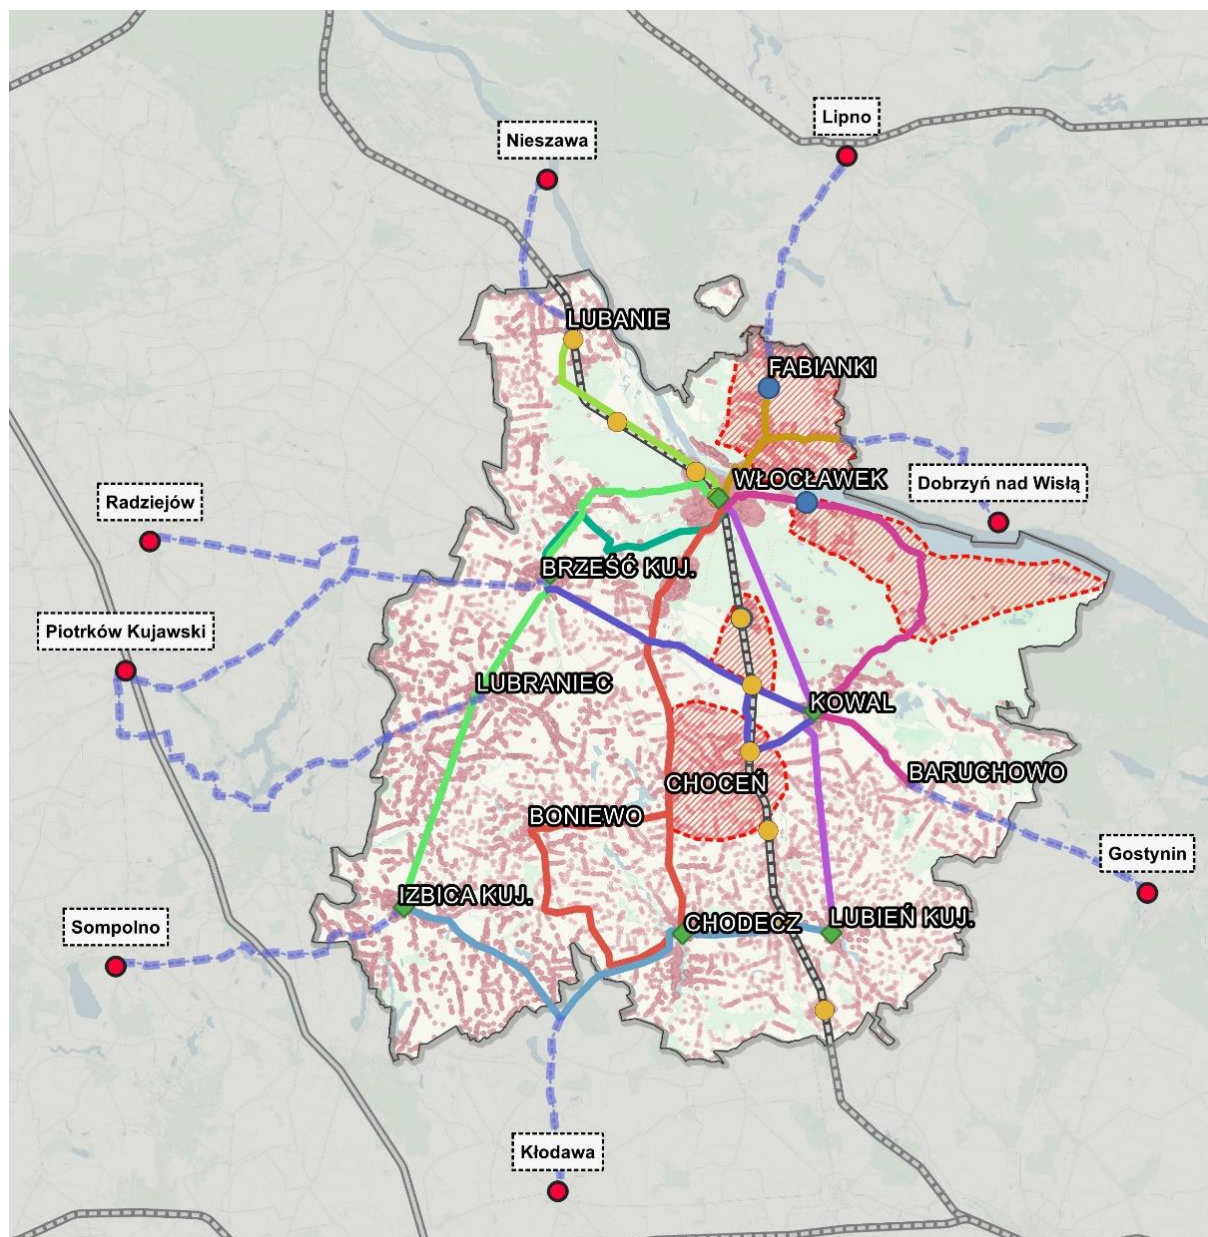 Lipno
Nieszawa
LUBANIE
FABIANKI
WŁOCŁAWEK
Dobrzyń nad Wisłą
Radziejów
BRZEŚĆ KUJ.
Piotrków Kujawski
LUBRANIEC
KOWAL
BARUCHOWO
CHOCEŃ
BONIEWO
Gostynin
IZBICA KUJ.
CHODECZ
LUBIEŃ KUJ.
Sompolno
Kłodawa